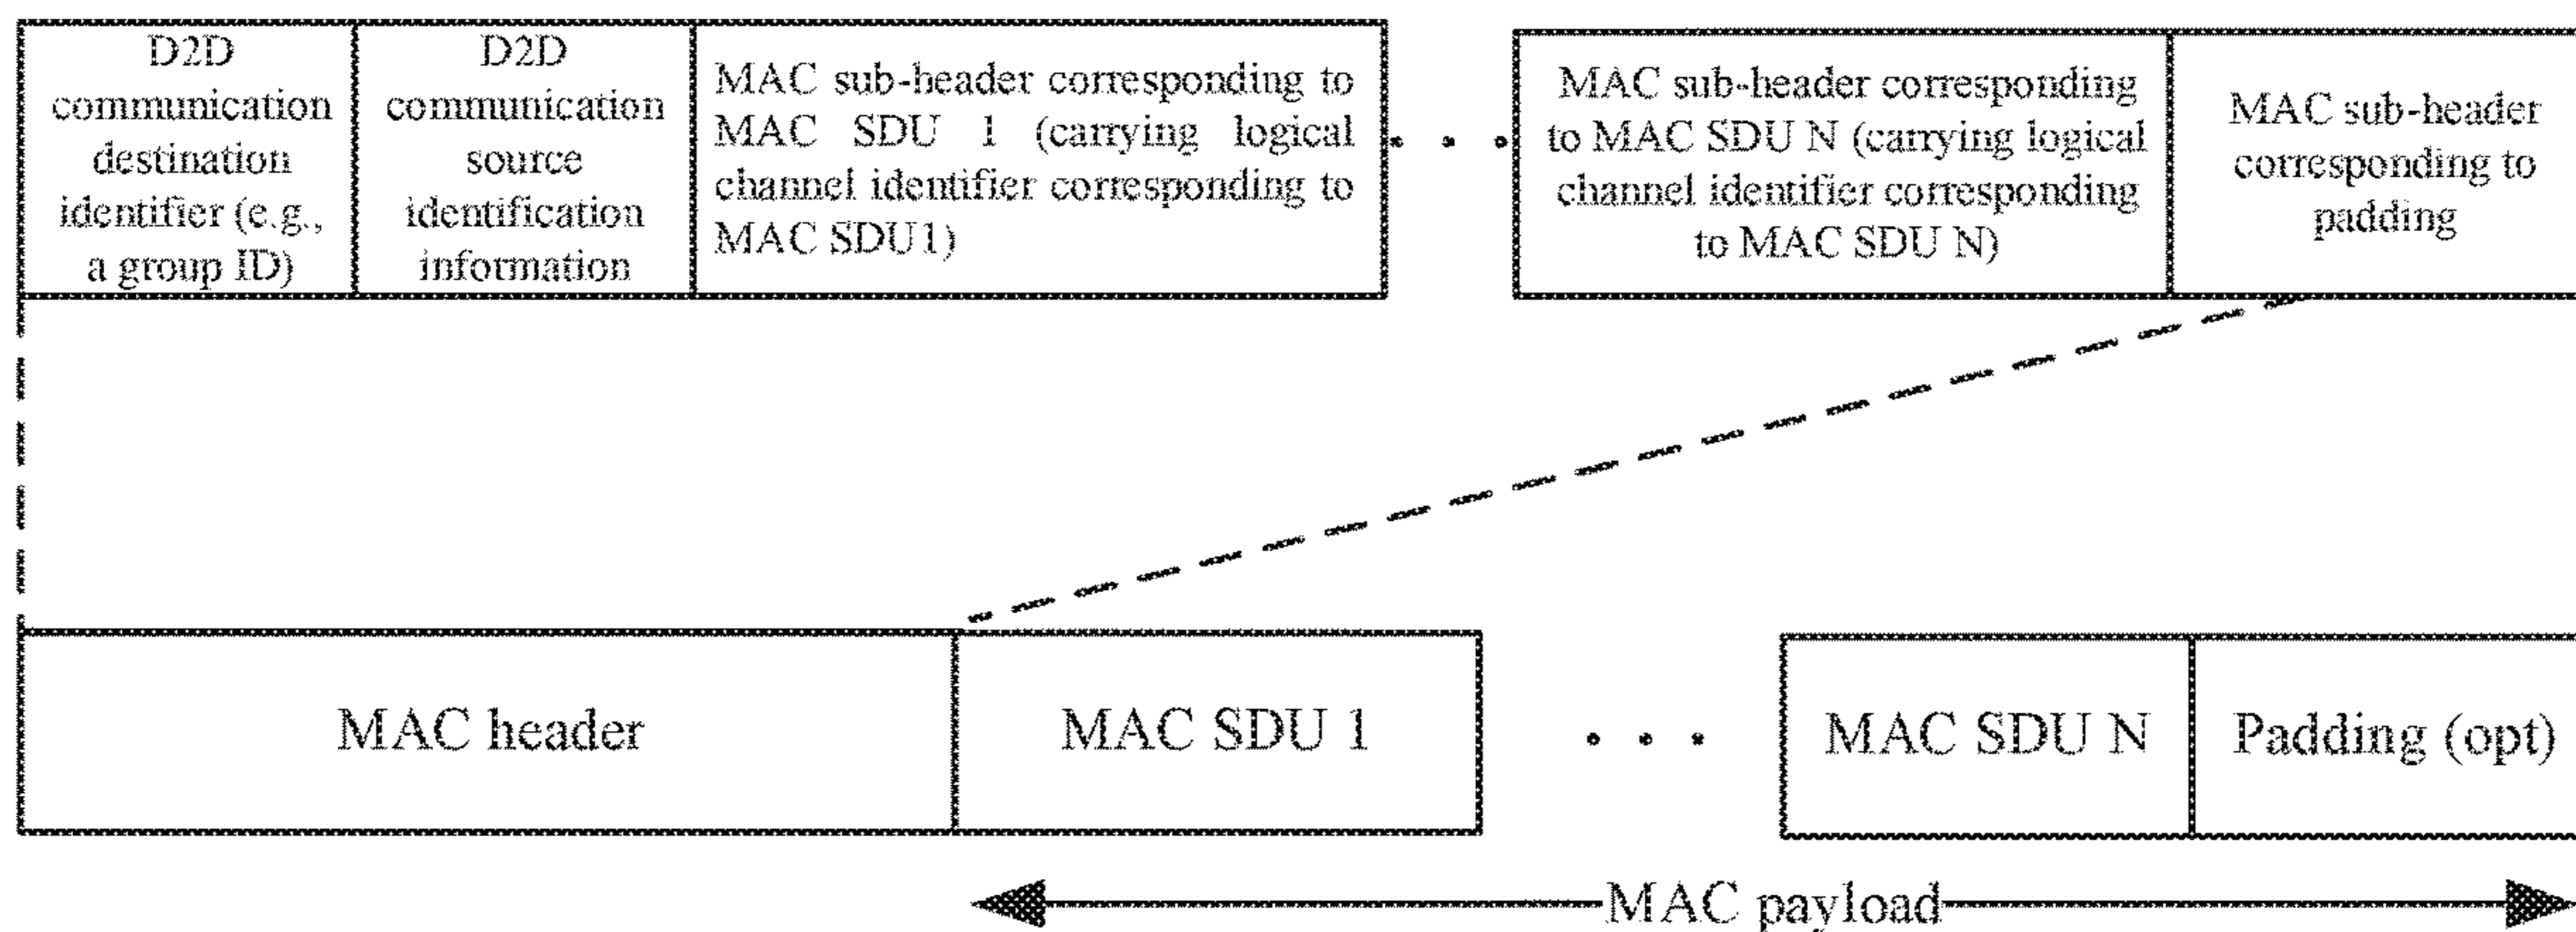 D2D
communication
destination
identifier (e.g.,
a group ID)
D2D
communication
source
identification
information
MAC sub-header corresponding to
MAC SDU 1 (carrying logical
channel identifier corresponding to
MAC SDU1)
MAC sub-header corresponding
to MAC SDU N (carrying logical
channel identifier corresponding
to MAC SDU N)
MAC sub-header
corresponding to
padding
MAC header
MAC SDU 1
MAC SDU N
Padding (opt)
MAC payload